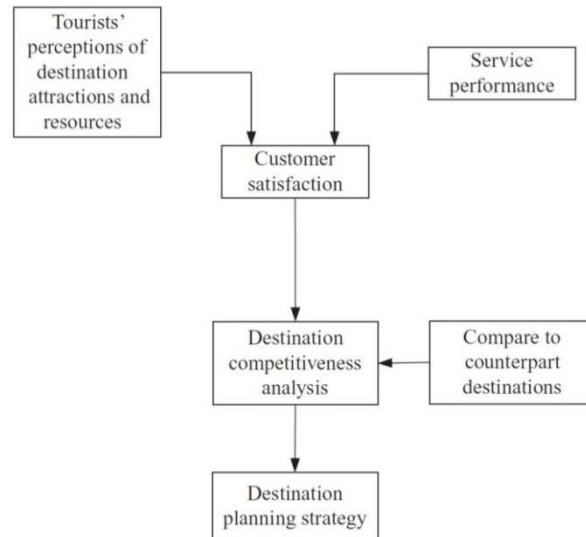 Tourists’
perceptions of
destination
attractions and
resources
Service
performance
Customer
satisfaction
Destination
competitiveness
analysis
Compare to
counterpart
destinations
Destination
planning strategy